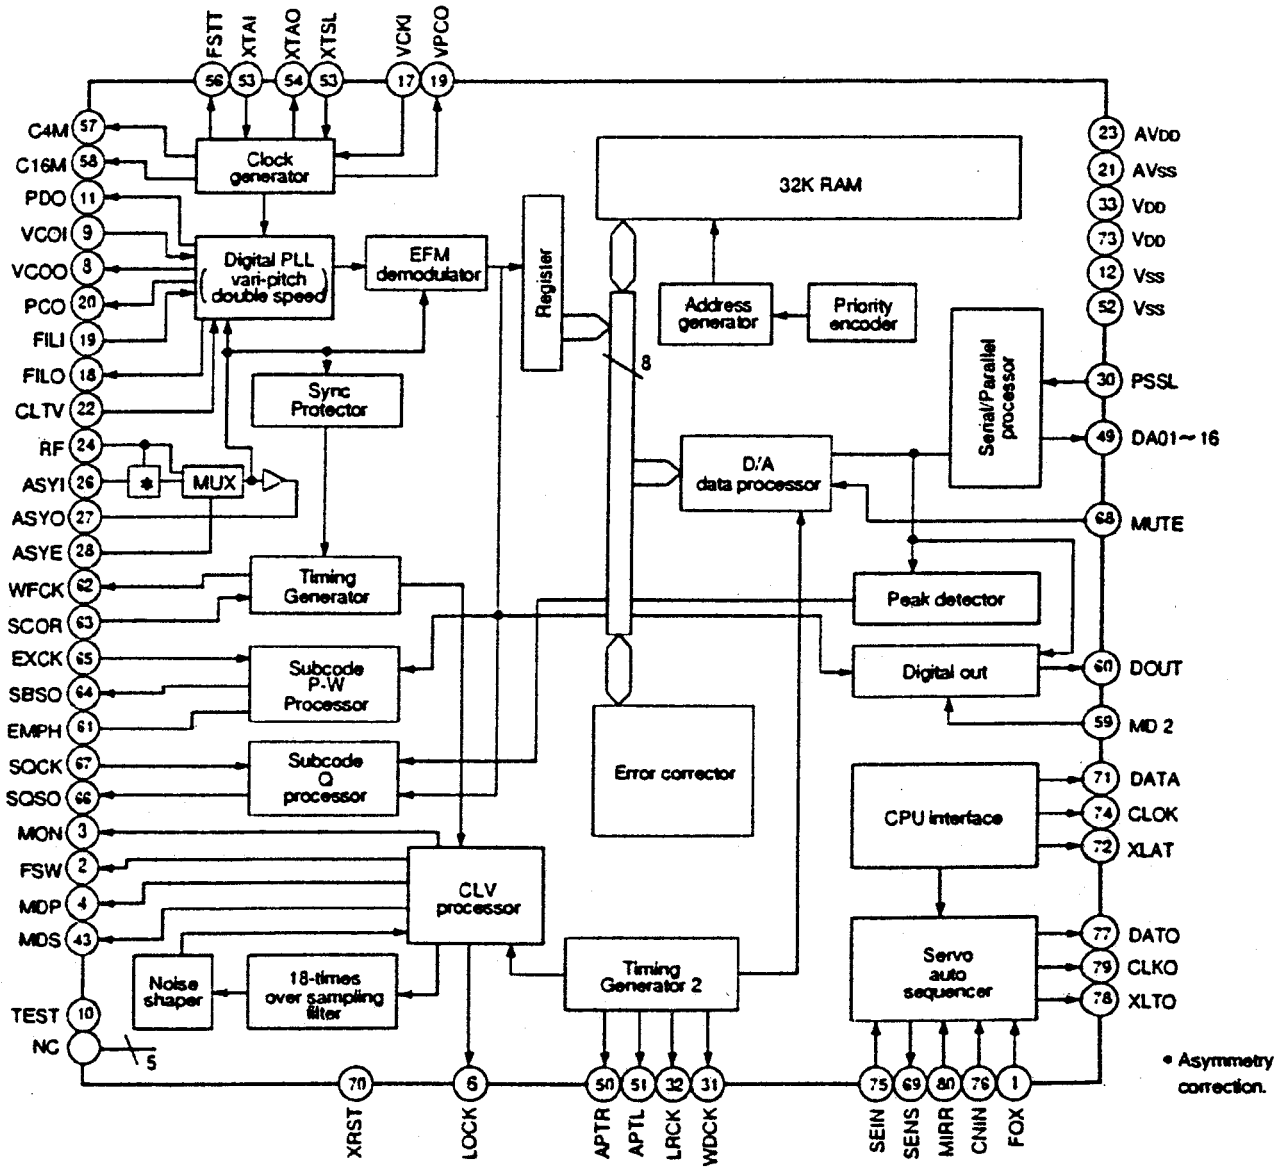 FSTT
XTAI
XTAO
XTSL
VCKI
VPCO
56
53
54
53
17
19
C4M 57
C16M 58
PDO 11
VCOI 9
VCOO 8
PCO 20
FILI 19
FILO 18
CLTV 22
RF 24
ASYI 26
ASYO 27
ASYE 28
WFCK 62
SCOR 63
EXCK 65
SBSO 64
EMPH 61
SQCK 67
SQSO 66
MON 3
FSW 2
MDP 4
MDS 43
TEST 10
NC
5
Clock
generator
Digital PLL
( vari-pitch
double speed )
EFM
demodulator
Sync
Protector
*
MUX
Timing
Generator
Subcode
P-W
Processor
Subcode
Q
processor
CLV
processor
Noise
shaper
18-times
over sampling
filter
Register
32K RAM
Address
generator
Priority
encoder
8
D/A
data processor
Serial/Parallel
processor
Peak detector
Digital out
Error corrector
CPU interface
Timing
Generator 2
Servo
auto
sequencer
23 AVDD
21 AVSS
33 VDD
73 VDD
12 VSS
52 VSS
30 PSSL
49 DA01~16
68 MUTE
60 DOUT
59 MD 2
71 DATA
74 CLOK
72 XLAT
77 DATO
79 CLKO
78 XLTO
70
6
50
51
32
31
75
69
80
76
1
XRST
LOCK
APTR
APTL
LRCK
WDCK
SEIN
SENS
MIRR
CNIN
FOX
• Asymmetry
correction.